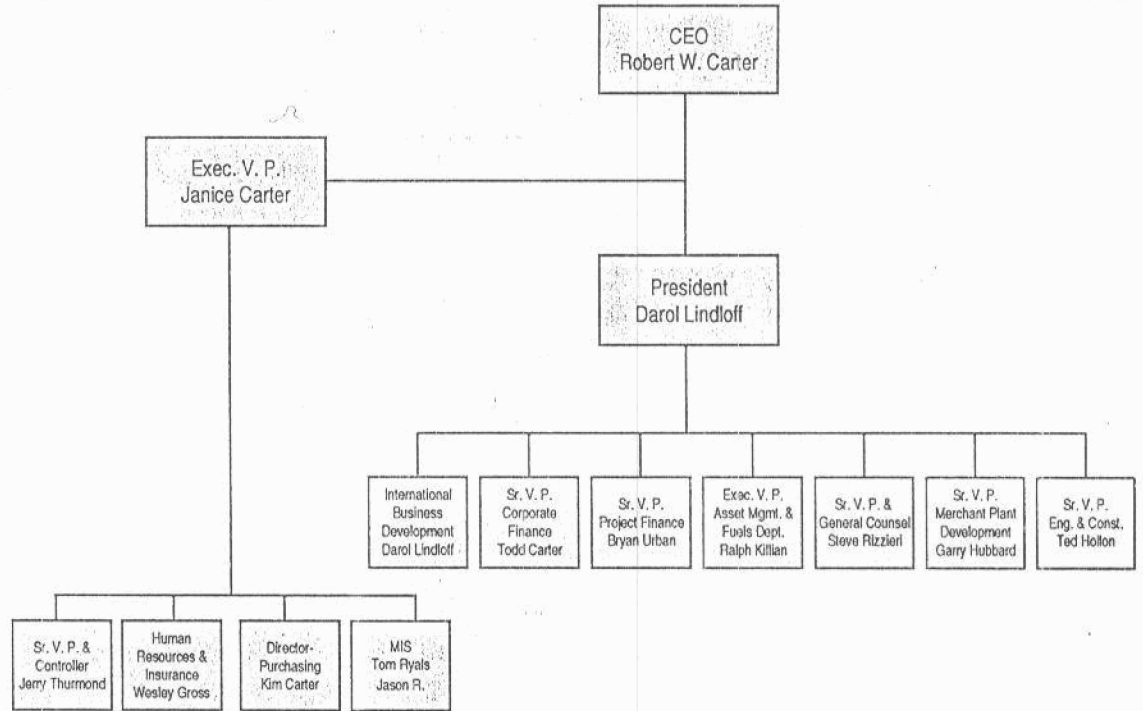 CEO
Robert W. Carter
Exec. V. P.
Janice Carter
President
Darol Lindloff
International
Business
Development
Darol Lindloff
Sr. V. P.
Corporate
Finance
Todd Carter
Sr. V. P.
Project Finance
Bryan Urban
Exec. V. P.
Asset Mgmt. &
Fuels Dept.
Ralph Killian
Sr. V. P. &
General Counsel
Steve Rizzieri
Sr. V. P.
Merchant Plant
Development
Garry Hubbard
Sr. V. P.
Eng. & Const.
Ted Hollon
Sr. V. P. &
Controller
Jerry Thurmond
Human
Resources &
Insurance
Wesley Gross
Director-
Purchasing
Kim Carter
MIS
Tom Ryals
Jason R.